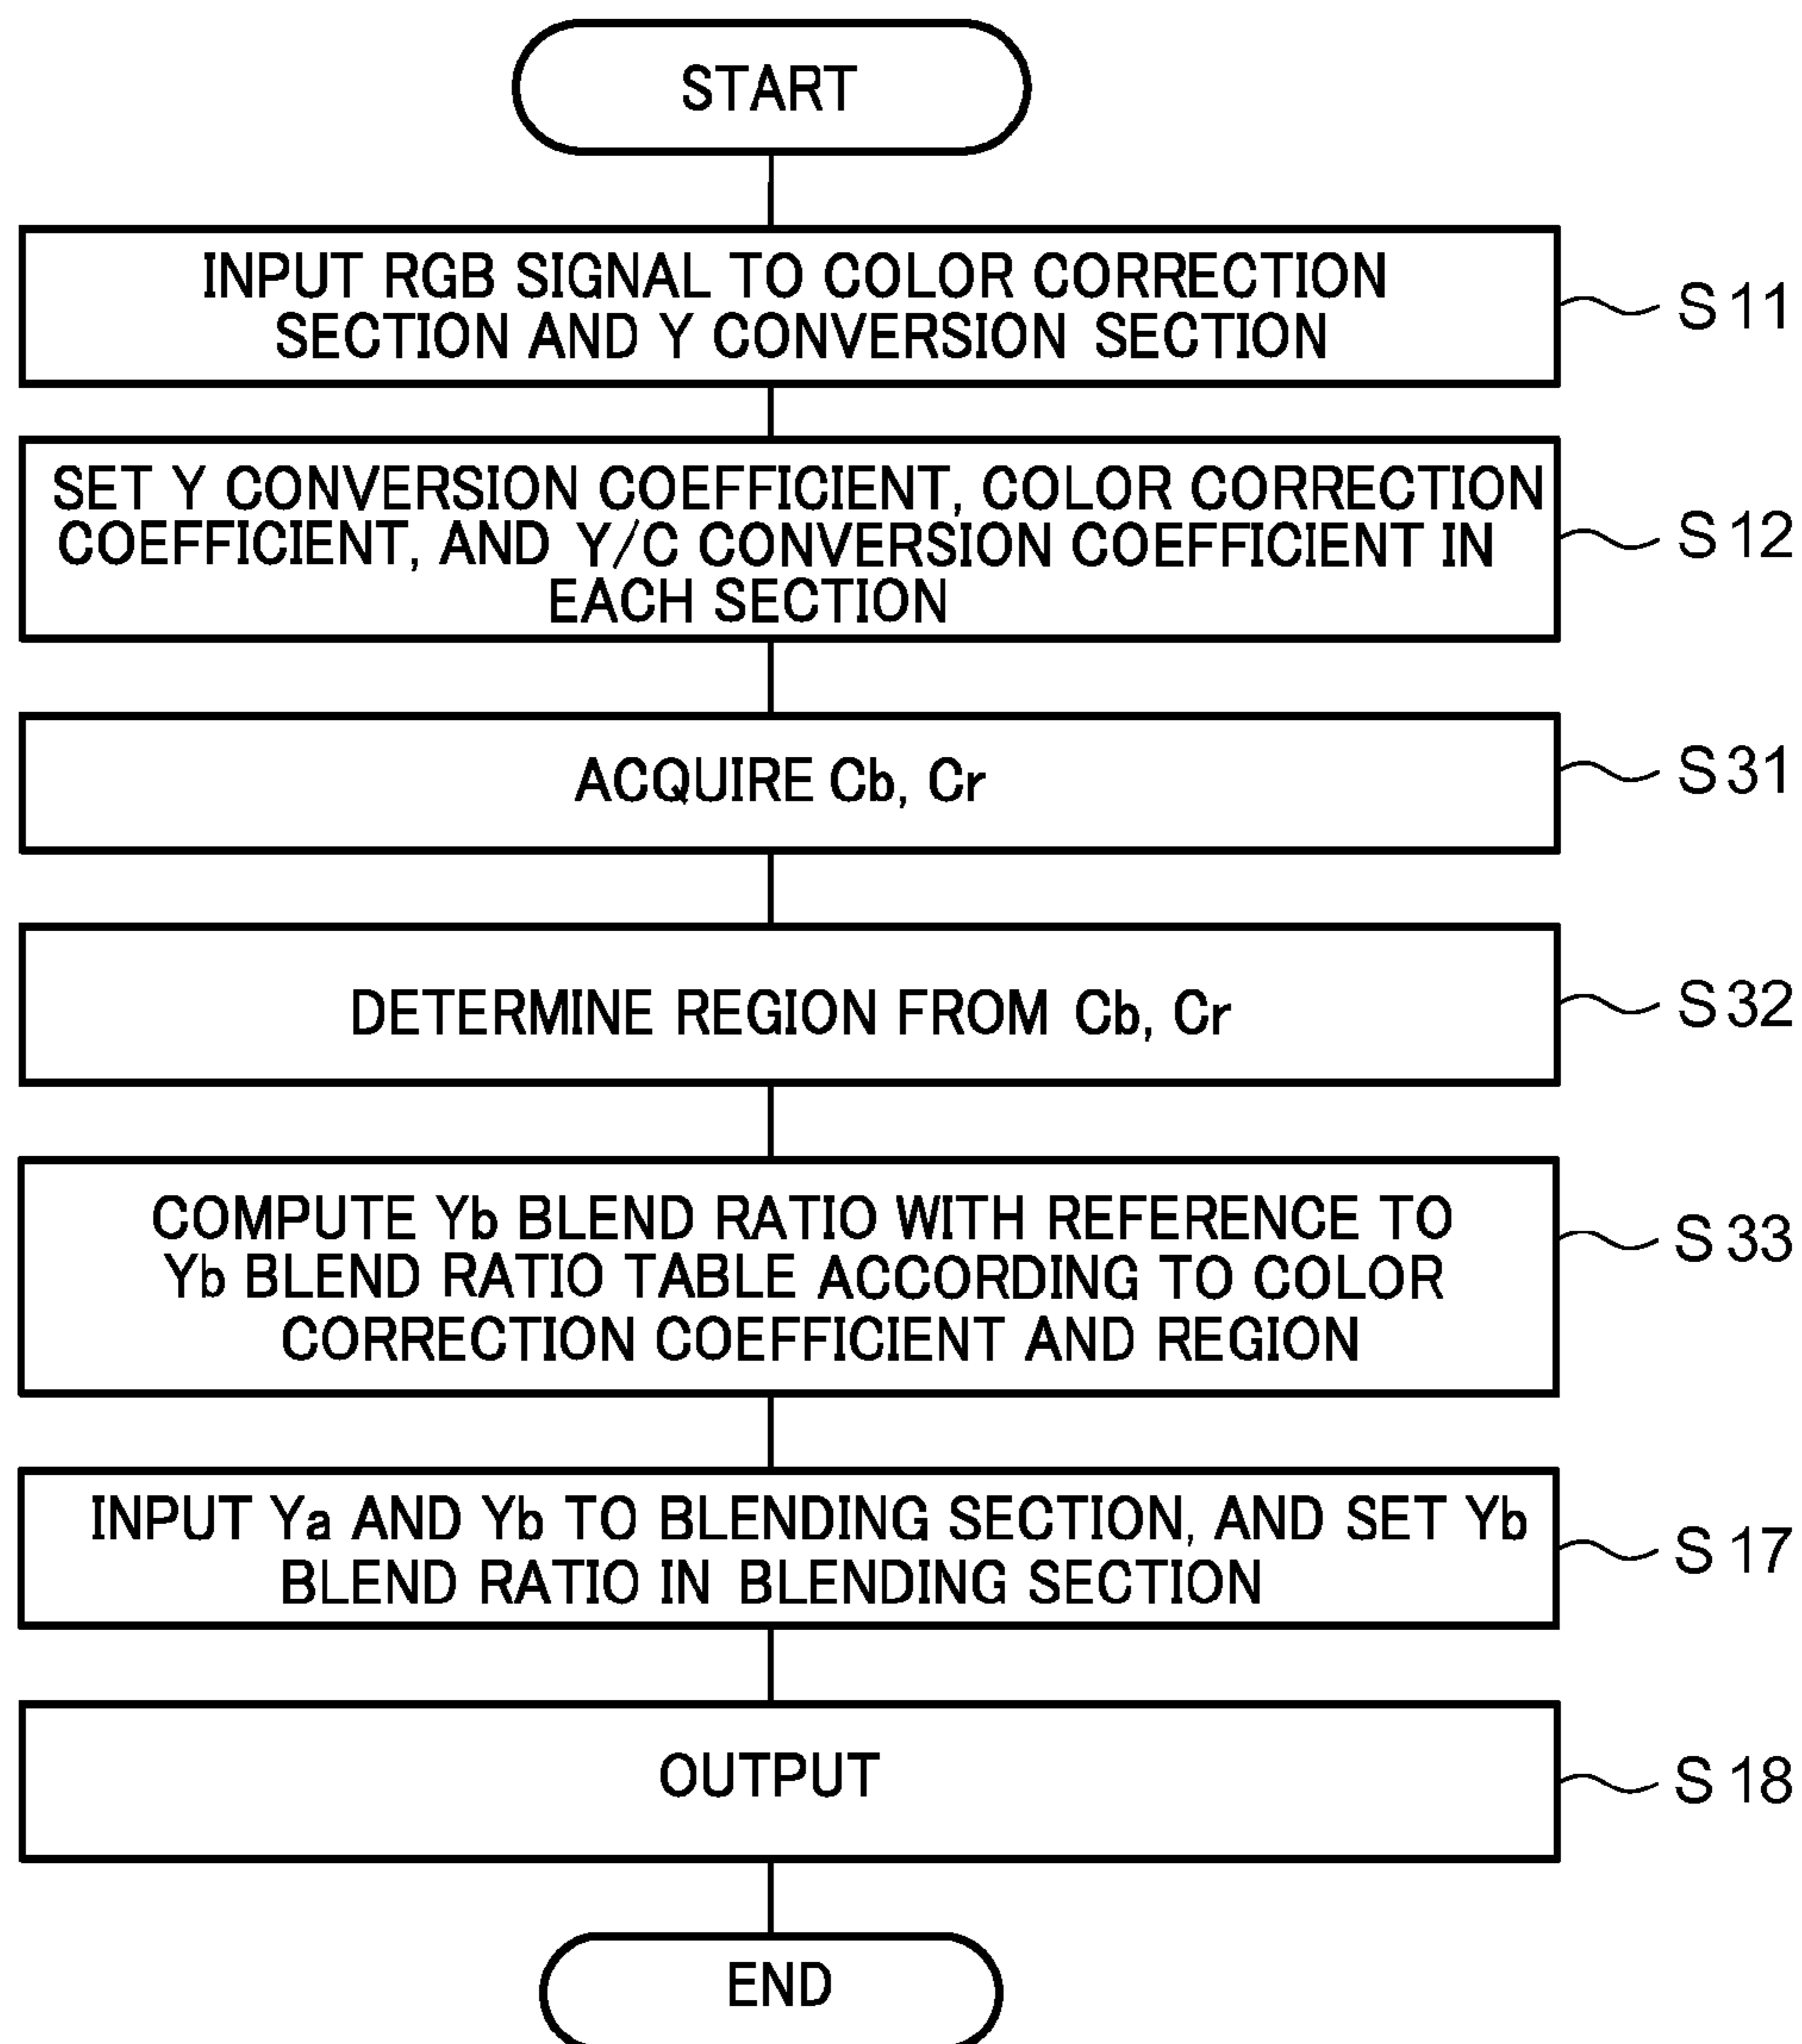 START
INPUT RGB SIGNAL TO COLOR CORRECTION
SECTION AND Y CONVERSION SECTION
S11
SET Y CONVERSION COEFFICIENT, COLOR CORRECTION
COEFFICIENT, AND Y/C CONVERSION COEFFICIENT IN
EACH SECTION
S12
ACQUIRE Cb, Cr
S31
DETERMINE REGION FROM Cb, Cr
S32
COMPUTE Yb BLEND RATIO WITH REFERENCE TO
Yb BLEND RATIO TABLE ACCORDING TO COLOR
CORRECTION COEFFICIENT AND REGION
S33
INPUT Ya AND Yb TO BLENDING SECTION, AND SET Yb
BLEND RATIO IN BLENDING SECTION
S17
OUTPUT
S18
END